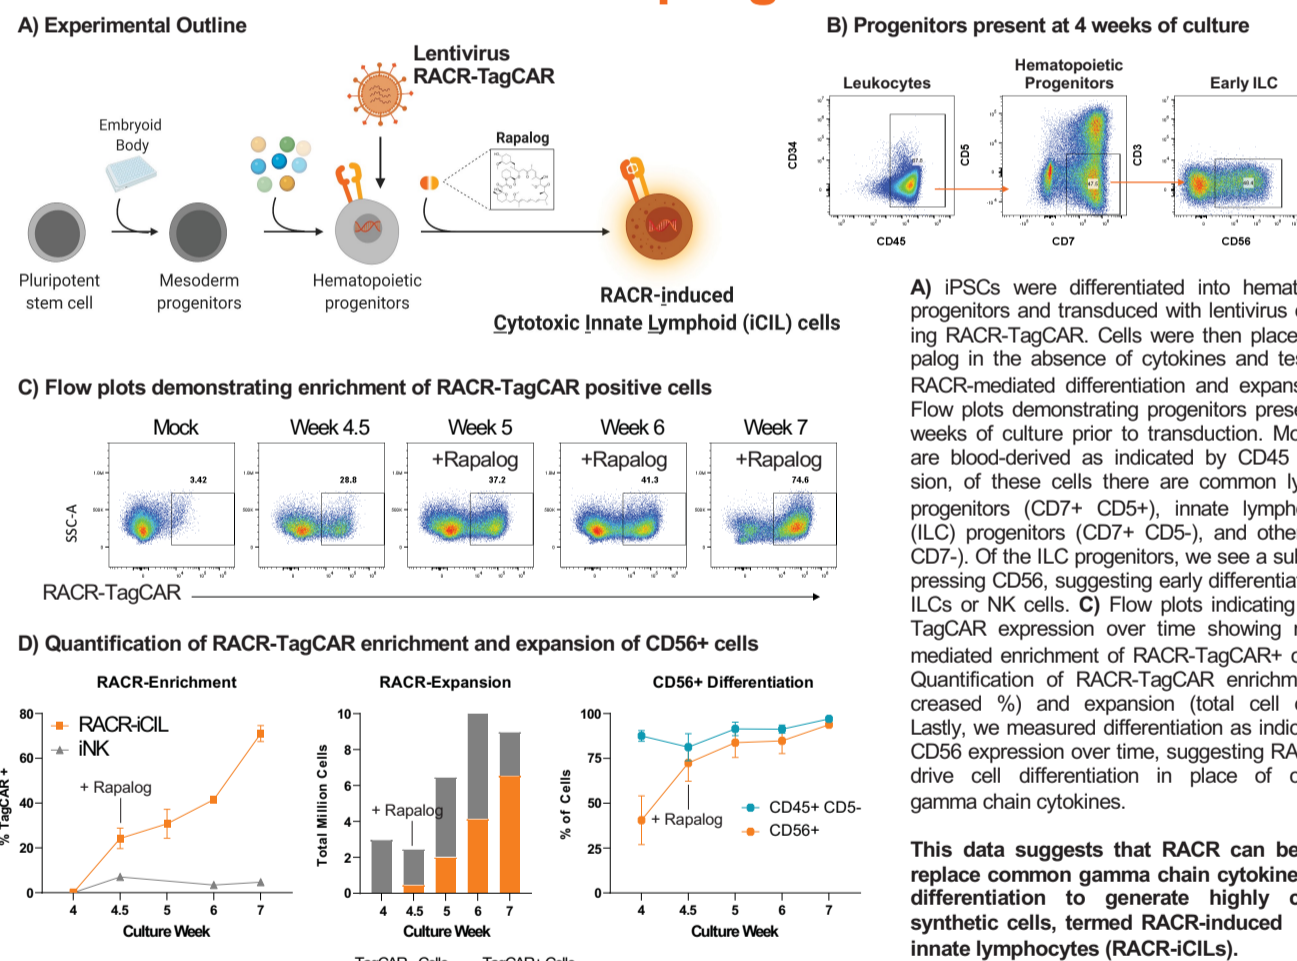 A) Experimental Outline
Lentivirus
RACR-TagCAR
Embryoid
Body
Rapalog
Pluripotent
stem cell
Mesoderm
progenitors
Hematopoietic
progenitors
RACR-induced
Cytotoxic Innate Lymphoid (iCIL) cells
B) Progenitors present at 4 weeks of culture
Leukocytes
Hematopoietic
Progenitors
Early ILC
CD34
CD45
CD5
CD7
CD3
CD56
C) Flow plots demonstrating enrichment of RACR-TagCAR positive cells
Mock
Week 4.5
Week 5
+Rapalog
Week 6
+Rapalog
Week 7
+Rapalog
3.42
28.8
37.2
41.3
74.6
SSC-A
RACR-TagCAR
D) Quantification of RACR-TagCAR enrichment and expansion of CD56+ cells
RACR-Enrichment
80
60
40
20
0
% TagCAR +
RACR-iCIL
iNK
+ Rapalog
4 4.5 5 6 7
Culture Week
RACR-Expansion
10
8
6
4
2
0
Total Million Cells
+ Rapalog
4 4.5 5 6 7
Culture Week
CD56+ Differentiation
100
75
50
25
0
% of Cells
+ Rapalog
CD45+ CD5-
CD56+
4 4.5 5 6 7
Culture Week
TagCAR- Cells
TagCAR+ Cells
A) iPSCs were differentiated into hemat
progenitors and transduced with lentivirus
ing RACR-TagCAR. Cells were then place
palog in the absence of cytokines and tes
RACR-mediated differentiation and expans
Flow plots demonstrating progenitors prese
weeks of culture prior to transduction. Mo
are blood-derived as indicated by CD45
sion, of these cells there are common ly
progenitors (CD7+ CD5+), innate lympho
(ILC) progenitors (CD7+ CD5-), and other
CD7-). Of the ILC progenitors, we see a sul
pressing CD56, suggesting early differentiat
ILCs or NK cells. C) Flow plots indicating
TagCAR expression over time showing
mediated enrichment of RACR-TagCAR+
Quantification of RACR-TagCAR enrichm
creased %) and expansion (total cell
Lastly, we measured differentiation as indic
CD56 expression over time, suggesting RA
drive cell differentiation in place of
gamma chain cytokines.
This data suggests that RACR can be
replace common gamma chain cytokine
differentiation to generate highly
synthetic cells, termed RACR-induced
innate lymphocytes (RACR-iCILs).